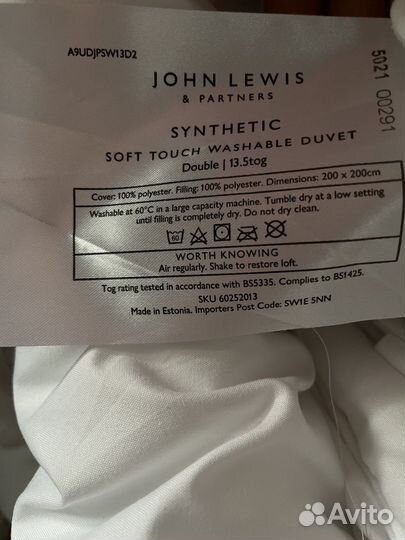 A9UDJPSW13D2
JOHN LEWIS
& PARTNERS
SYNTHETIC
SOFT TOUCH WASHABLE DUVET
Double | 13.5tog
Cover: 100% polyester. Filling: 100% polyester. Dimensions: 200 x 200cm
Washable at 60°C in a large capacity machine. Tumble dry at a low setting
until filling is completely dry. Do not dry clean.
60
WORTH KNOWING
Air regularly. Shake to restore loft.
Tog rating tested in accordance with BS5335. Complies to BS1425.
SKU 60252013
Made in Estonia. Importers Post Code: SW1E 5NN
5021 00291
Avito